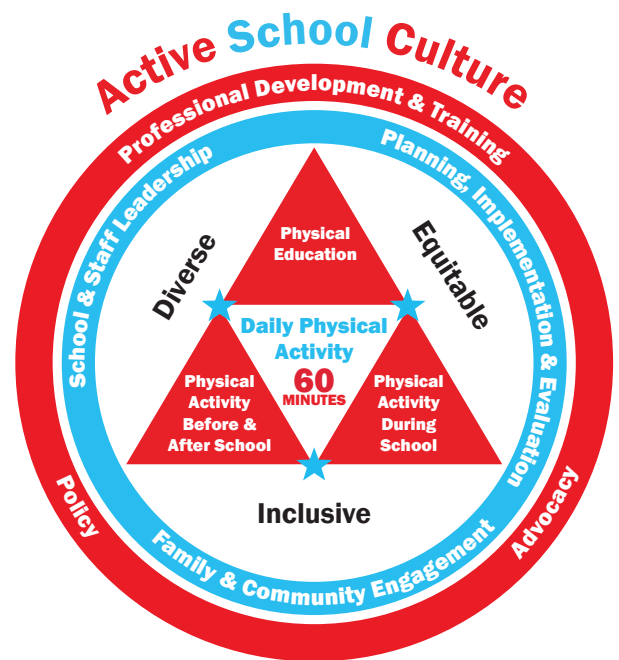 Active School Culture
Professional Development & Training
School & Staff Leadership
Planning, Implementation & Evaluation
Physical
Education
Diverse
Equitable
Daily Physical
Activity
60
MINUTES
Physical
Activity
Before &
After School
Physical
Activity
During
School
Inclusive
Policy
Advocacy
Family & Community Engagement